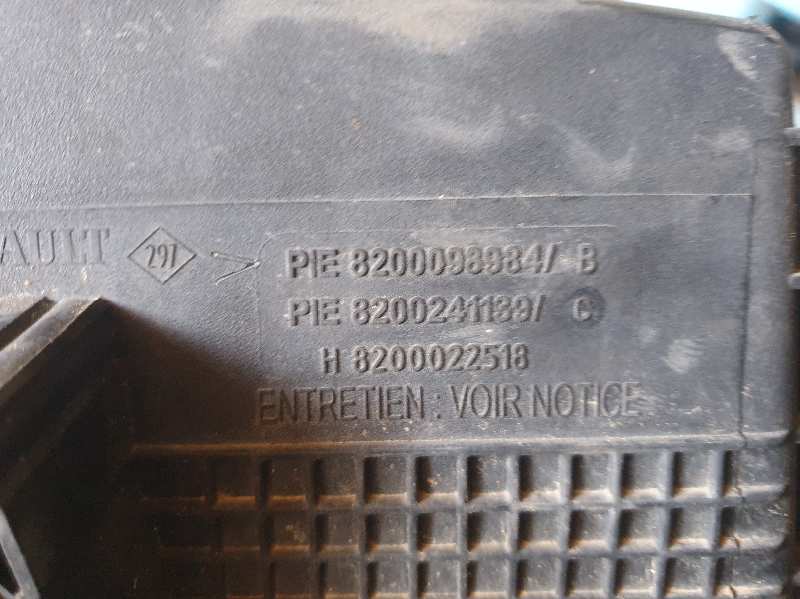 AULT 297
PIE 8200098984/ B
PIE 8200241189/ C
H 8200022518
ENTRETIEN : VOIR NOTICE